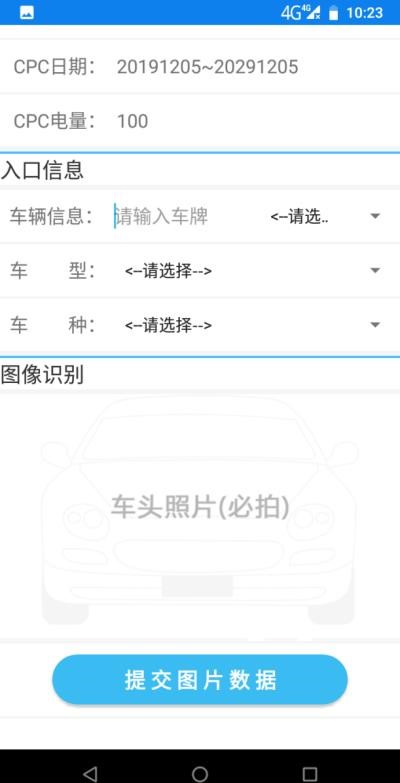 4G 4G 10:23
CPC日期： 20191205~20291205
CPC电量： 100
入口信息
车辆信息： 请输入车牌 <--请选..
车 型： <--请选择-->
车 种： <--请选择-->
图像识别
车头照片(必拍)
提交图片数据